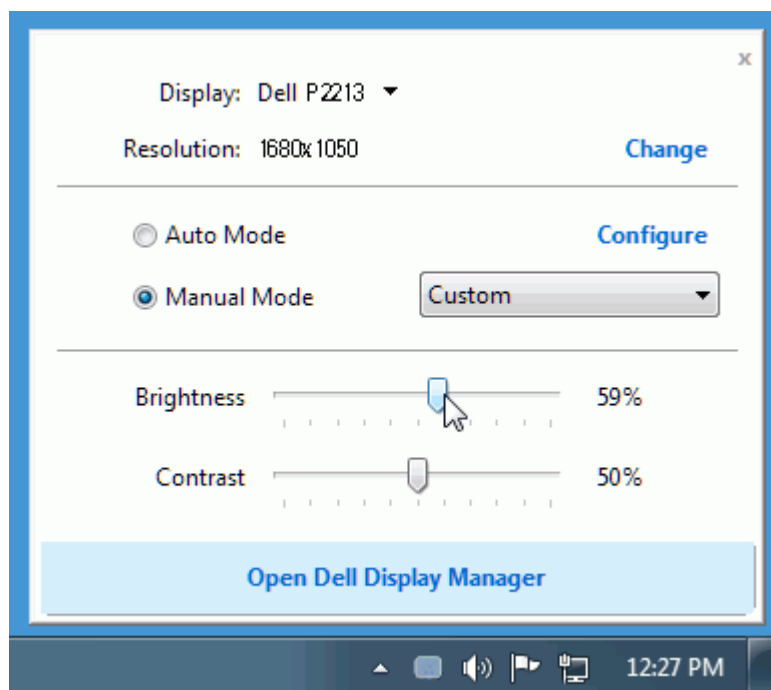 x
Display: Dell P2213
Resolution: 1680x1050 Change
Auto Mode Configure
Manual Mode Custom
Brightness 59%
Contrast 50%
Open Dell Display Manager
12:27 PM